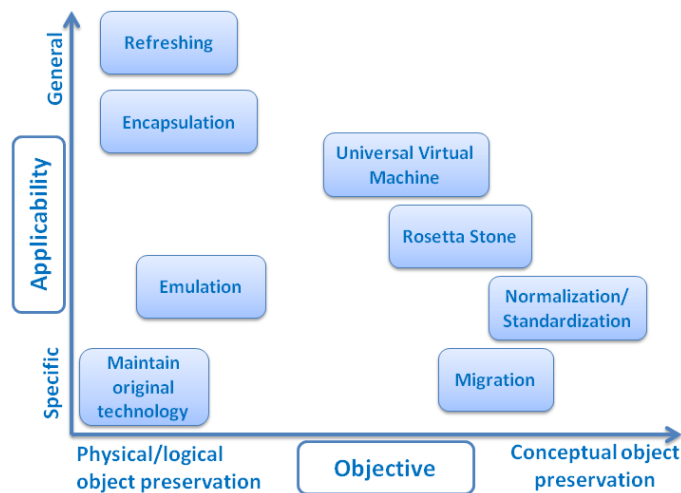 General
Refreshing
Encapsulation
Universal Virtual
Machine
Applicability
Rosetta Stone
Emulation
Normalization/
Standardization
Specific
Maintain
original
technology
Migration
Physical/logical
object preservation
Objective
Conceptual object
preservation